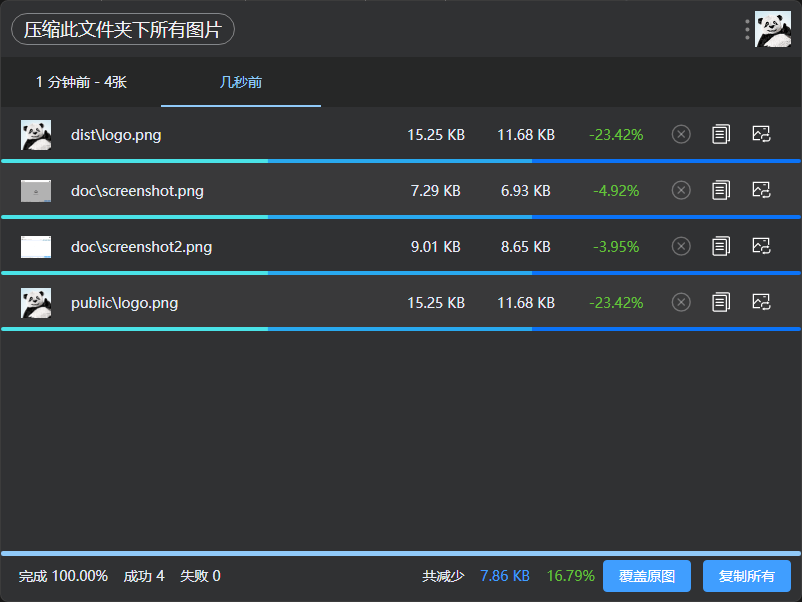 压缩此文件夹下所有图片
1 分钟前 - 4张 几秒前
dist\logo.png 15.25 KB 11.68 KB -23.42%
doc\screenshot.png 7.29 KB 6.93 KB -4.92%
doc\screenshot2.png 9.01 KB 8.65 KB -3.95%
public\logo.png 15.25 KB 11.68 KB -23.42%
完成 100.00% 成功 4 失败 0 共减少 7.86 KB 16.79% 覆盖原图 复制所有